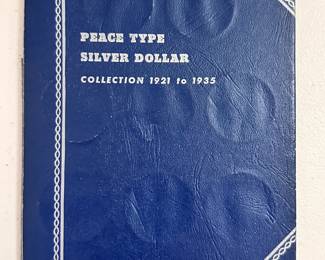 PEACE TYPE
SILVER DOLLAR
COLLECTION 1921 to 1935